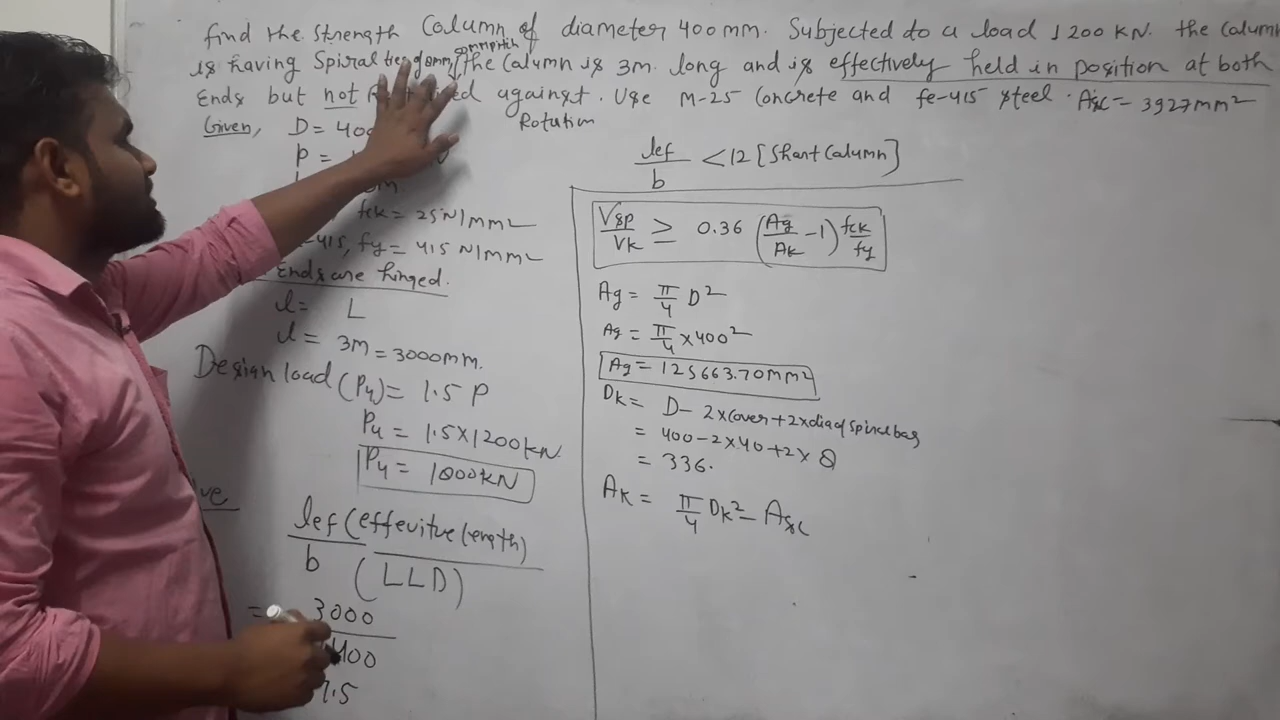 find the strength Column of diameter 400 mm. Subjected to a load 1200 KN. the Column
is having Spiral ties of 8mm, the Column is 3m. long and is effectively held in position at both
Ends but not against. Use M-25 Concrete and fe-415 steel. Asc = 3927mm²
Rotation
Given, D = 400
P =
fck = 25 N/mm²
415, fy = 415 N/mm²
Ends are hinged.
l = L
l = 3M = 3000mm.
Design load (Pu) = 1.5 P
Pu = 1.5 x 1200 kN
Pu = 1800 kN
lef (effevitve length)
b (LLD)
= 3000
400
7.5
lef
b < 12 [Short Column]
Vsp
Vk ≥ 0.36 (Ag
Ak - 1) fck
fy
Ag = π/4 D²
Ag = π/4 x 400²
Ag = 125663.70 mm²
Dk = D - 2 x cover + 2 x dia of spiral bag
= 400 - 2 x 40 + 2 x 8
= 336.
Ak = π/4 Dk² - Asc